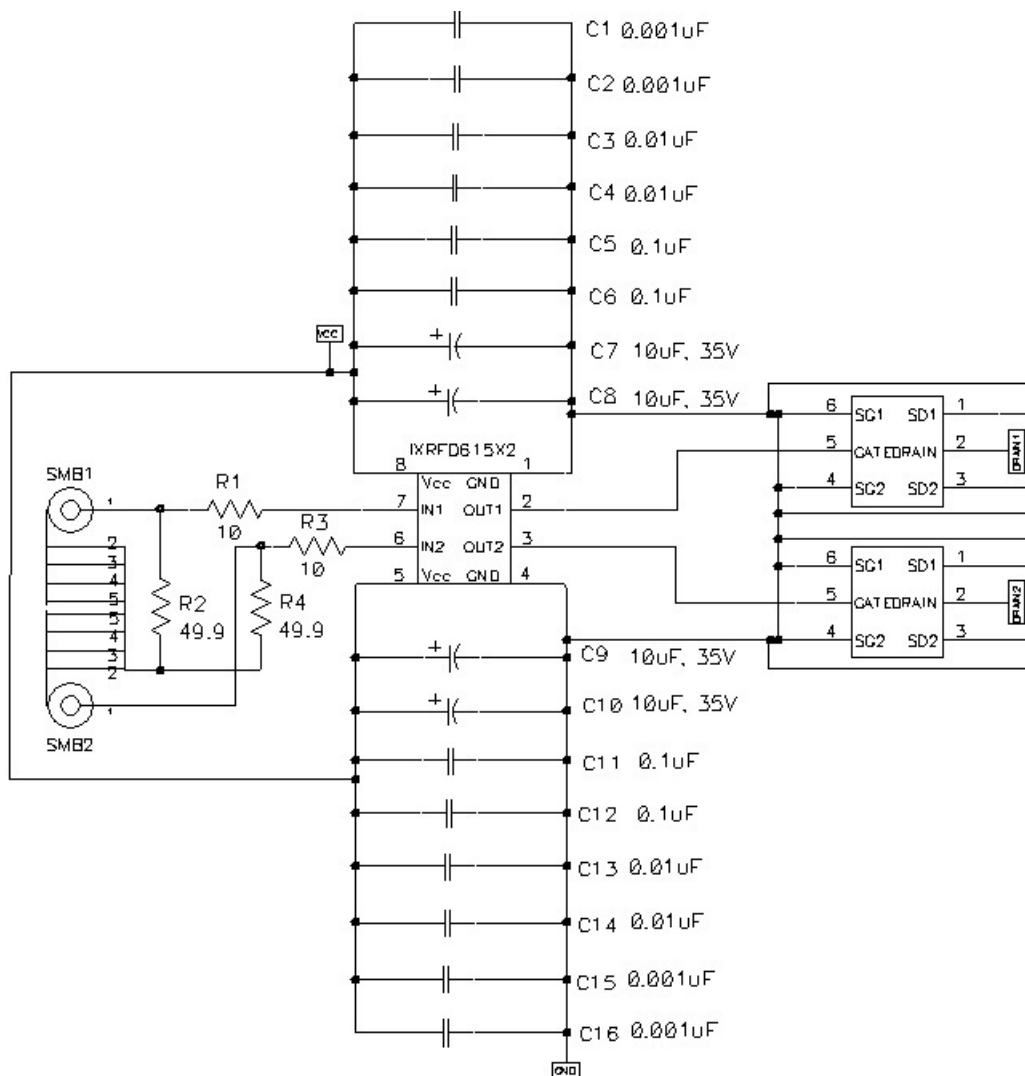 C1 0.001uF
C2 0.001uF
C3 0.01uF
C4 0.01uF
C5 0.1uF
C6 0.1uF
VCC
+ C7 10uF, 35V
+ C8 10uF, 35V
IXRFD615X2
8 1
Vcc GND
7 IN1 OUT1 2
6 IN2 OUT2 3
5 Vcc GND 4
SMB1
1
R1
10
R3
10
2
3
4
5
5
4
3
2
R2
49.9
R4
49.9
1
SMB2
6 SG1 SD1 1
5 GATEDRAIN 2
4 SG2 SD2 3
DRAIN1
6 SG1 SD1 1
5 GATEDRAIN 2
4 SG2 SD2 3
DRAIN2
+ C9 10uF, 35V
+ C10 10uF, 35V
C11 0.1uF
C12 0.1uF
C13 0.01uF
C14 0.01uF
C15 0.001uF
C16 0.001uF
GND